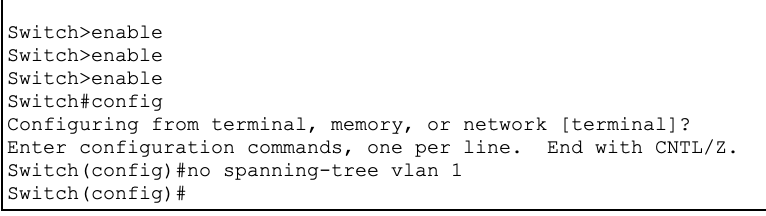 Switch>enable
Switch>enable
Switch>enable
Switch#config
Configuring from terminal, memory, or network [terminal]?
Enter configuration commands, one per line.  End with CNTL/Z.
Switch(config)#no spanning-tree vlan 1
Switch(config)#